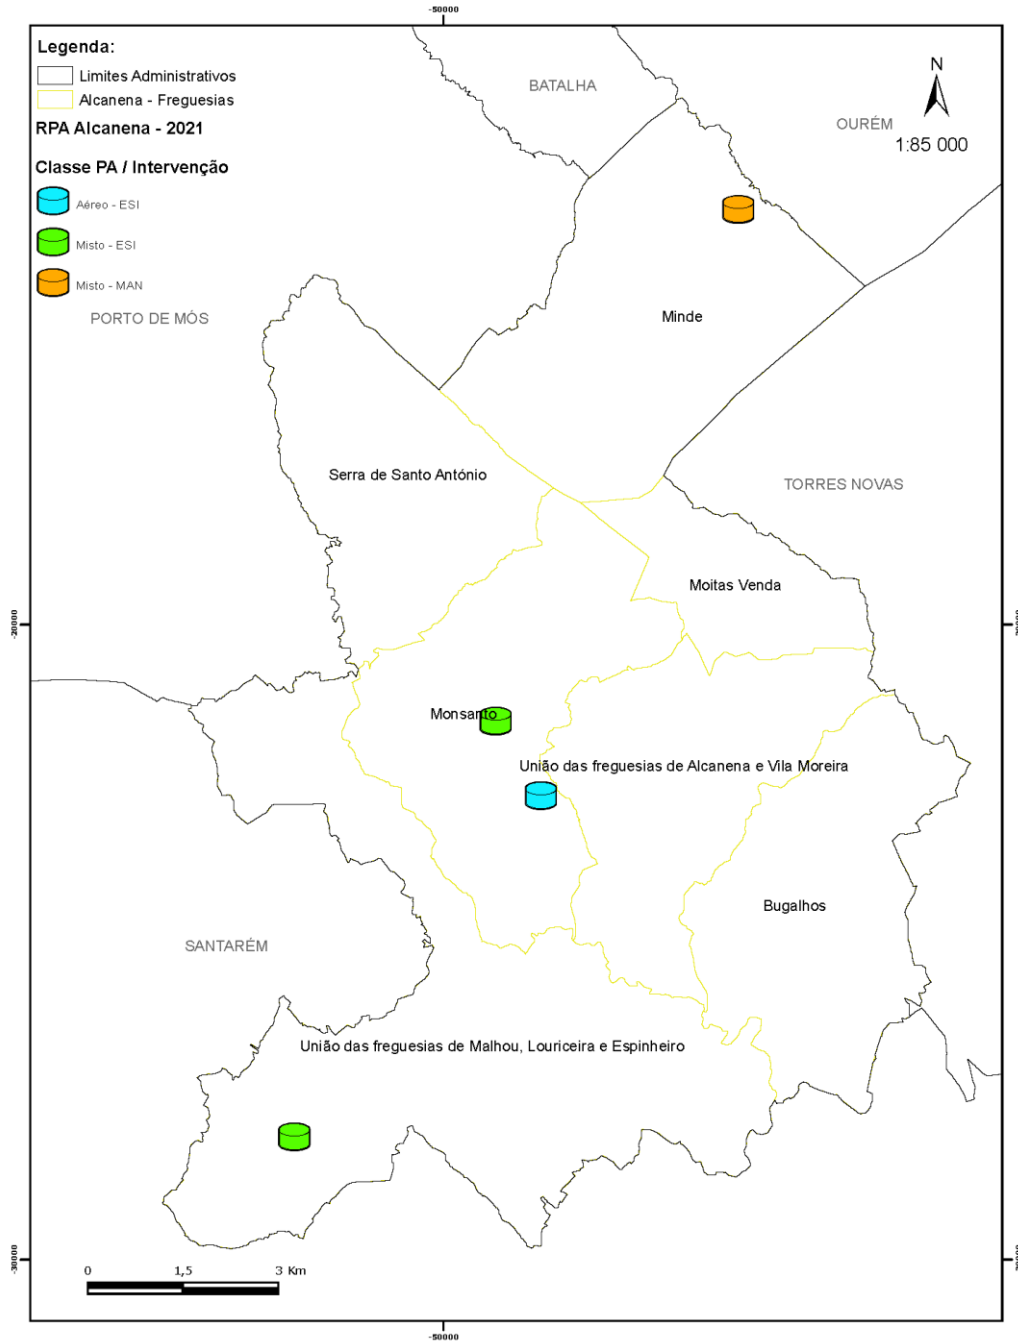 -50000
Legenda:
Limites Administrativos
Alcanena - Freguesias
RPA Alcanena - 2021
Classe PA / Intervenção
Aéreo - ESI
Misto - ESI
Misto - MAN
N
1:85 000
BATALHA
OURÉM
PORTO DE MÓS
Minde
Serra de Santo António
TORRES NOVAS
Moitas Venda
-20000
-20000
Monsanto
União das freguesias de Alcanena e Vila Moreira
Bugalhos
SANTARÉM
União das freguesias de Malhou, Louriceira e Espinheiro
-30000
-30000
0 1,5 3 Km
-50000